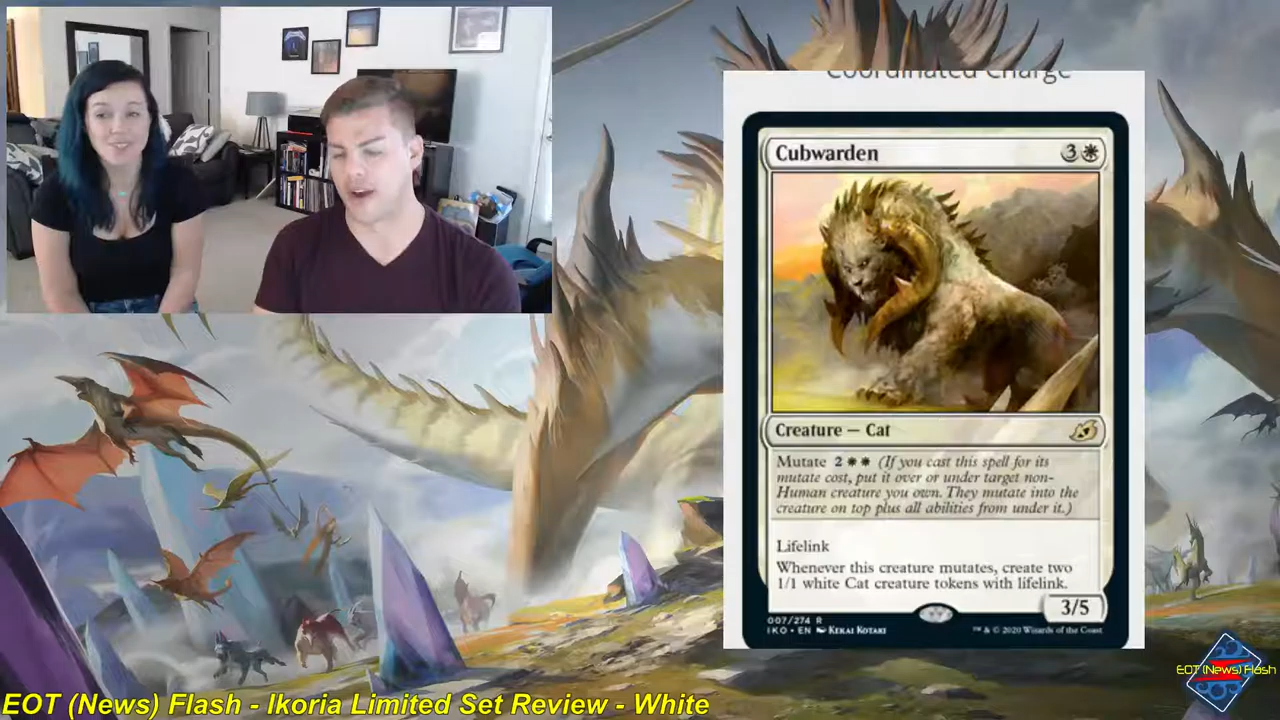 Coordinated Charge
Cubwarden 3
Creature — Cat
Mutate 2 (If you cast this spell for its
mutate cost, put it over or under target non-
Human creature you own. They mutate into the
creature on top plus all abilities from under it.)
Lifelink
Whenever this creature mutates, create two
1/1 white Cat creature tokens with lifelink.
3/5
007/274 R
IKO • EN KEKAI KOTAKI
™ & © 2020 Wizards of the Coast
EOT (News) Flash
EOT (News) Flash - Ikoria Limited Set Review - White